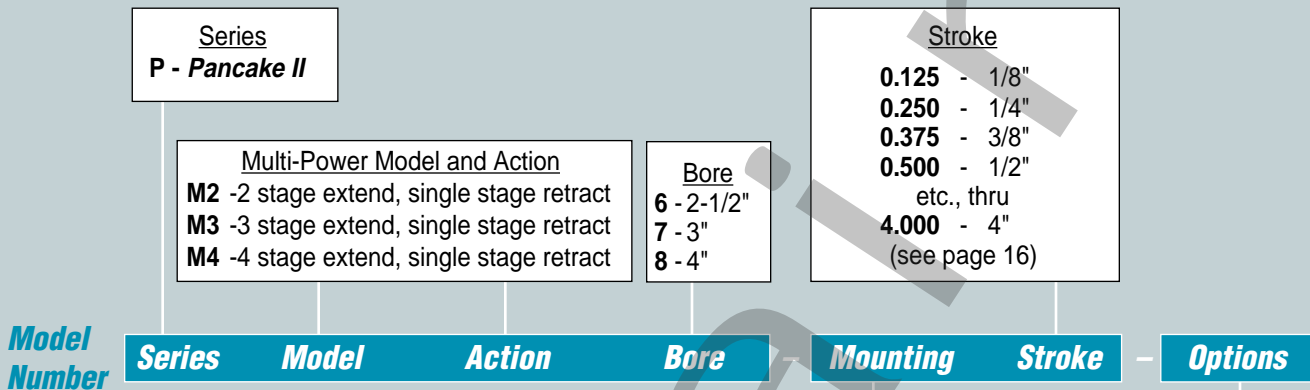 Series
P - Pancake II
Stroke
0.125 - 1/8"
0.250 - 1/4"
0.375 - 3/8"
0.500 - 1/2"
etc., thru
4.000 - 4"
(see page 16)
Multi-Power Model and Action
M2 -2 stage extend, single stage retract
M3 -3 stage extend, single stage retract
M4 -4 stage extend, single stage retract
Bore
6 - 2-1/2"
7 - 3"
8 - 4"
Model
Number
Series Model Action Bore – Mounting Stroke – Options